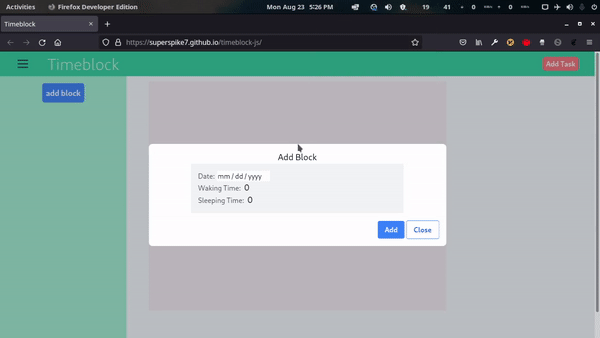 Activities Firefox Developer Edition Mon Aug 23 5:26 PM 19 41 0 0
Timeblock
https://superspike7.github.io/timeblock-js/
Timeblock Add Task
add block
Add Block
Date: mm / dd / yyyy
Waking Time: 0
Sleeping Time: 0
Add Close